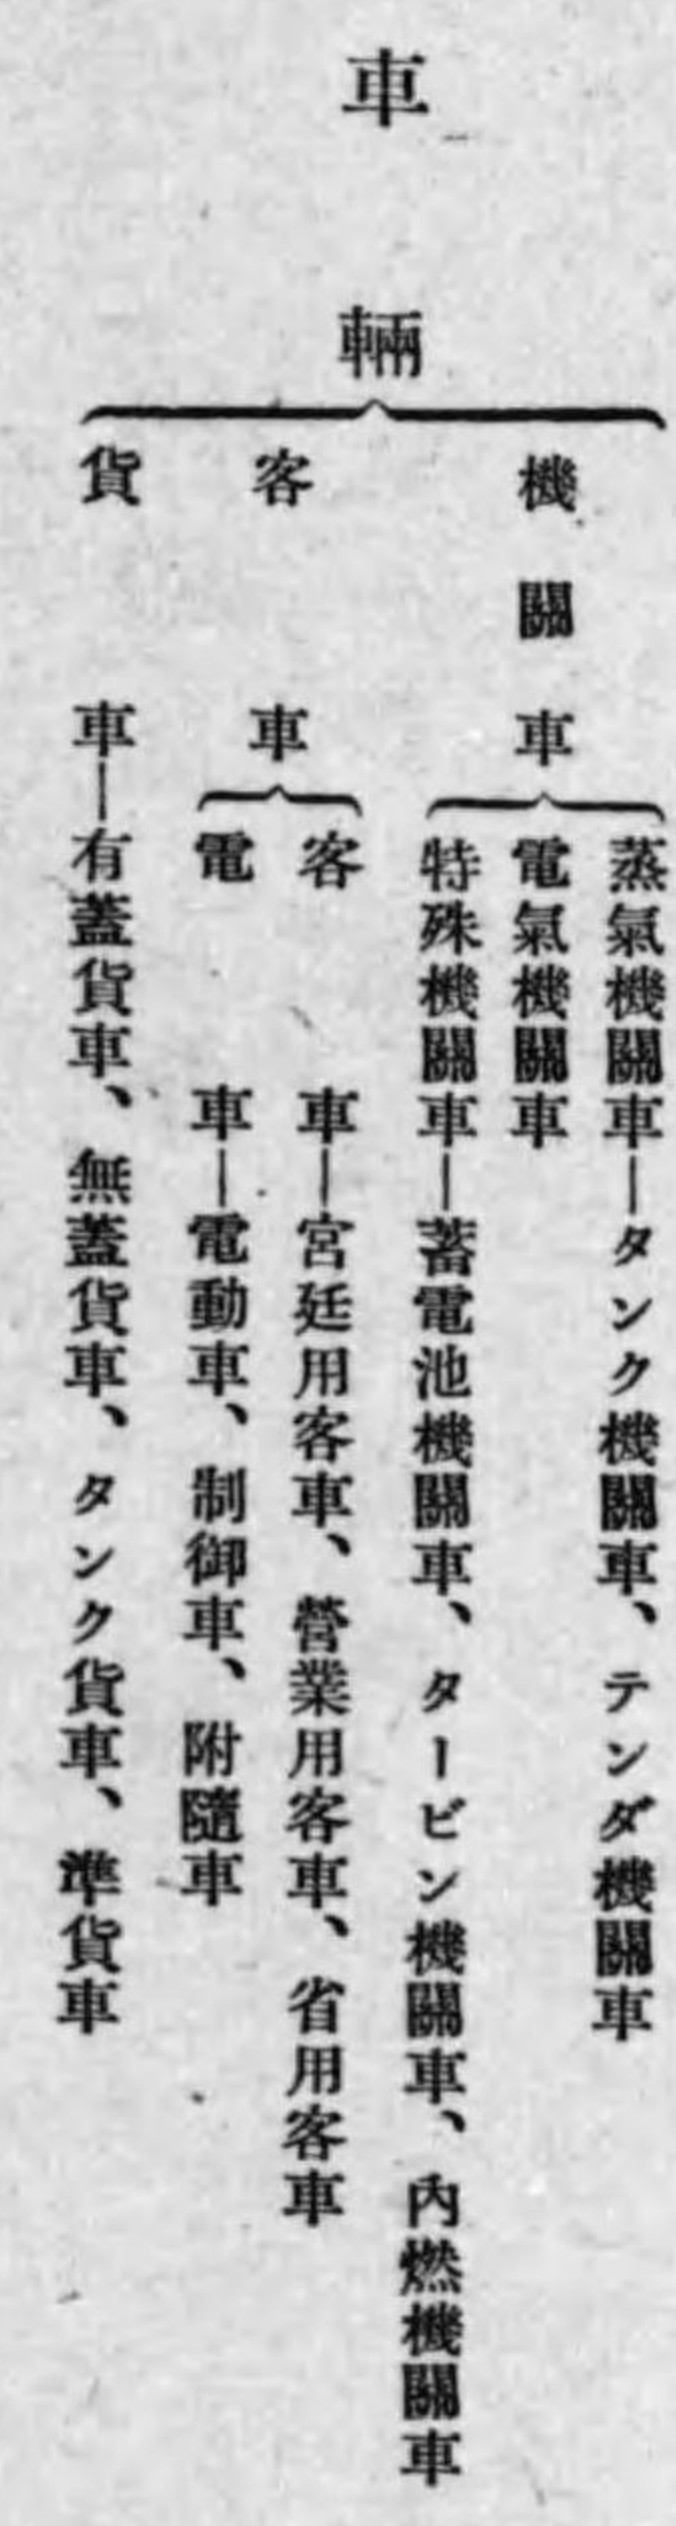 車輛
機關車
蒸氣機關車―タンク機關車、テンダ機關車
電氣機關車
特殊機關車―蓄電池機關車、タービン機關車、內燃機關車
客車
客車―宮廷用客車、營業用客車、省用客車
電車―電動車、制御車、附隨車
貨車―有蓋貨車、無蓋貨車、タンク貨車、準貨車